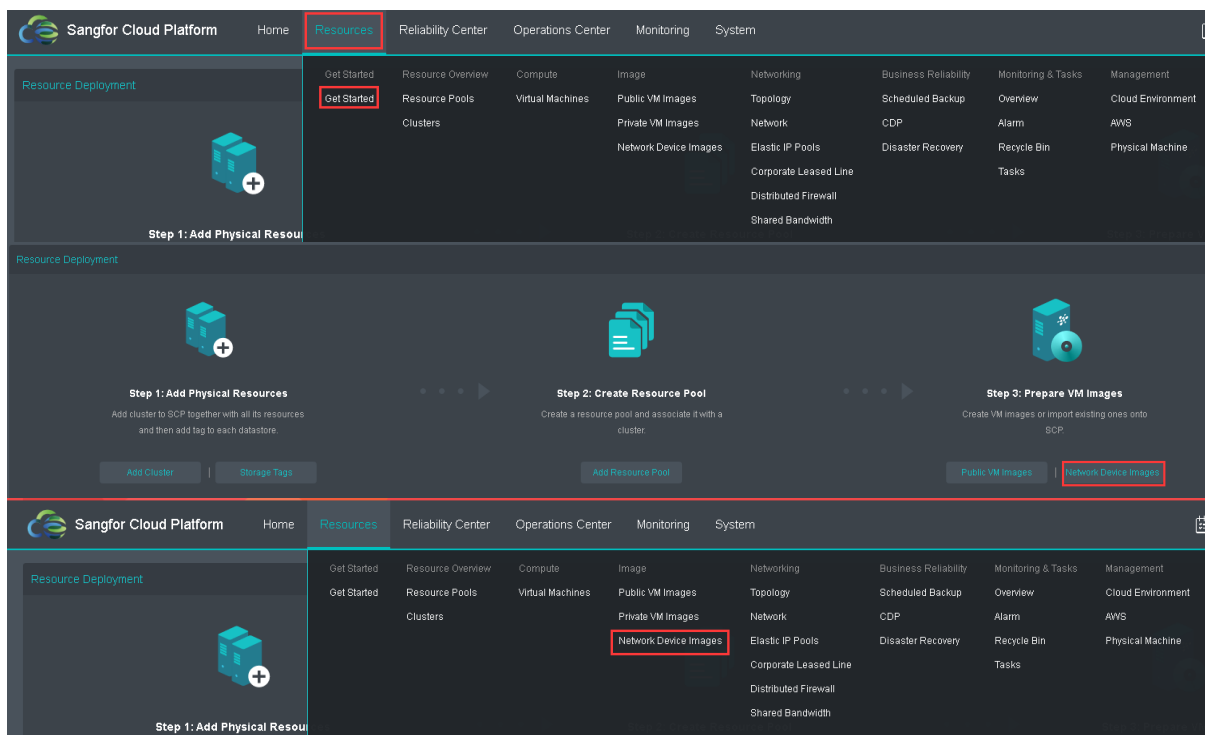 Sangfor Cloud Platform Home Resources Reliability Center Operations Center Monitoring System
Resource Deployment
Get Started Resource Overview Compute Image Networking Business Reliability Monitoring & Tasks Management
Get Started Resource Pools Virtual Machines Public VM Images Topology Scheduled Backup Overview Cloud Environment
Clusters Private VM Images Network CDP Alarm AWS
Network Device Images Elastic IP Pools Disaster Recovery Recycle Bin Physical Machine
Corporate Leased Line Tasks
Distributed Firewall
Shared Bandwidth
Step 1: Add Physical Resou
Resource Deployment
Step 1: Add Physical Resources Step 2: Create Resource Pool Step 3: Prepare VM Images
Add cluster to SCP together with all its resources Create a resource pool and associate it with a Create VM images or import existing ones onto
and then add tag to each datastore. cluster. SCP.
Add Cluster | Storage Tags Add Resource Pool Public VM Images | Network Device Images
Sangfor Cloud Platform Home Resources Reliability Center Operations Center Monitoring System
Resource Deployment
Get Started Resource Overview Compute Image Networking Business Reliability Monitoring & Tasks Management
Get Started Resource Pools Virtual Machines Public VM Images Topology Scheduled Backup Overview Cloud Environment
Clusters Private VM Images Network CDP Alarm AWS
Network Device Images Elastic IP Pools Disaster Recovery Recycle Bin Physical Machine
Corporate Leased Line Tasks
Distributed Firewall
Shared Bandwidth
Step 1: Add Physical Resou